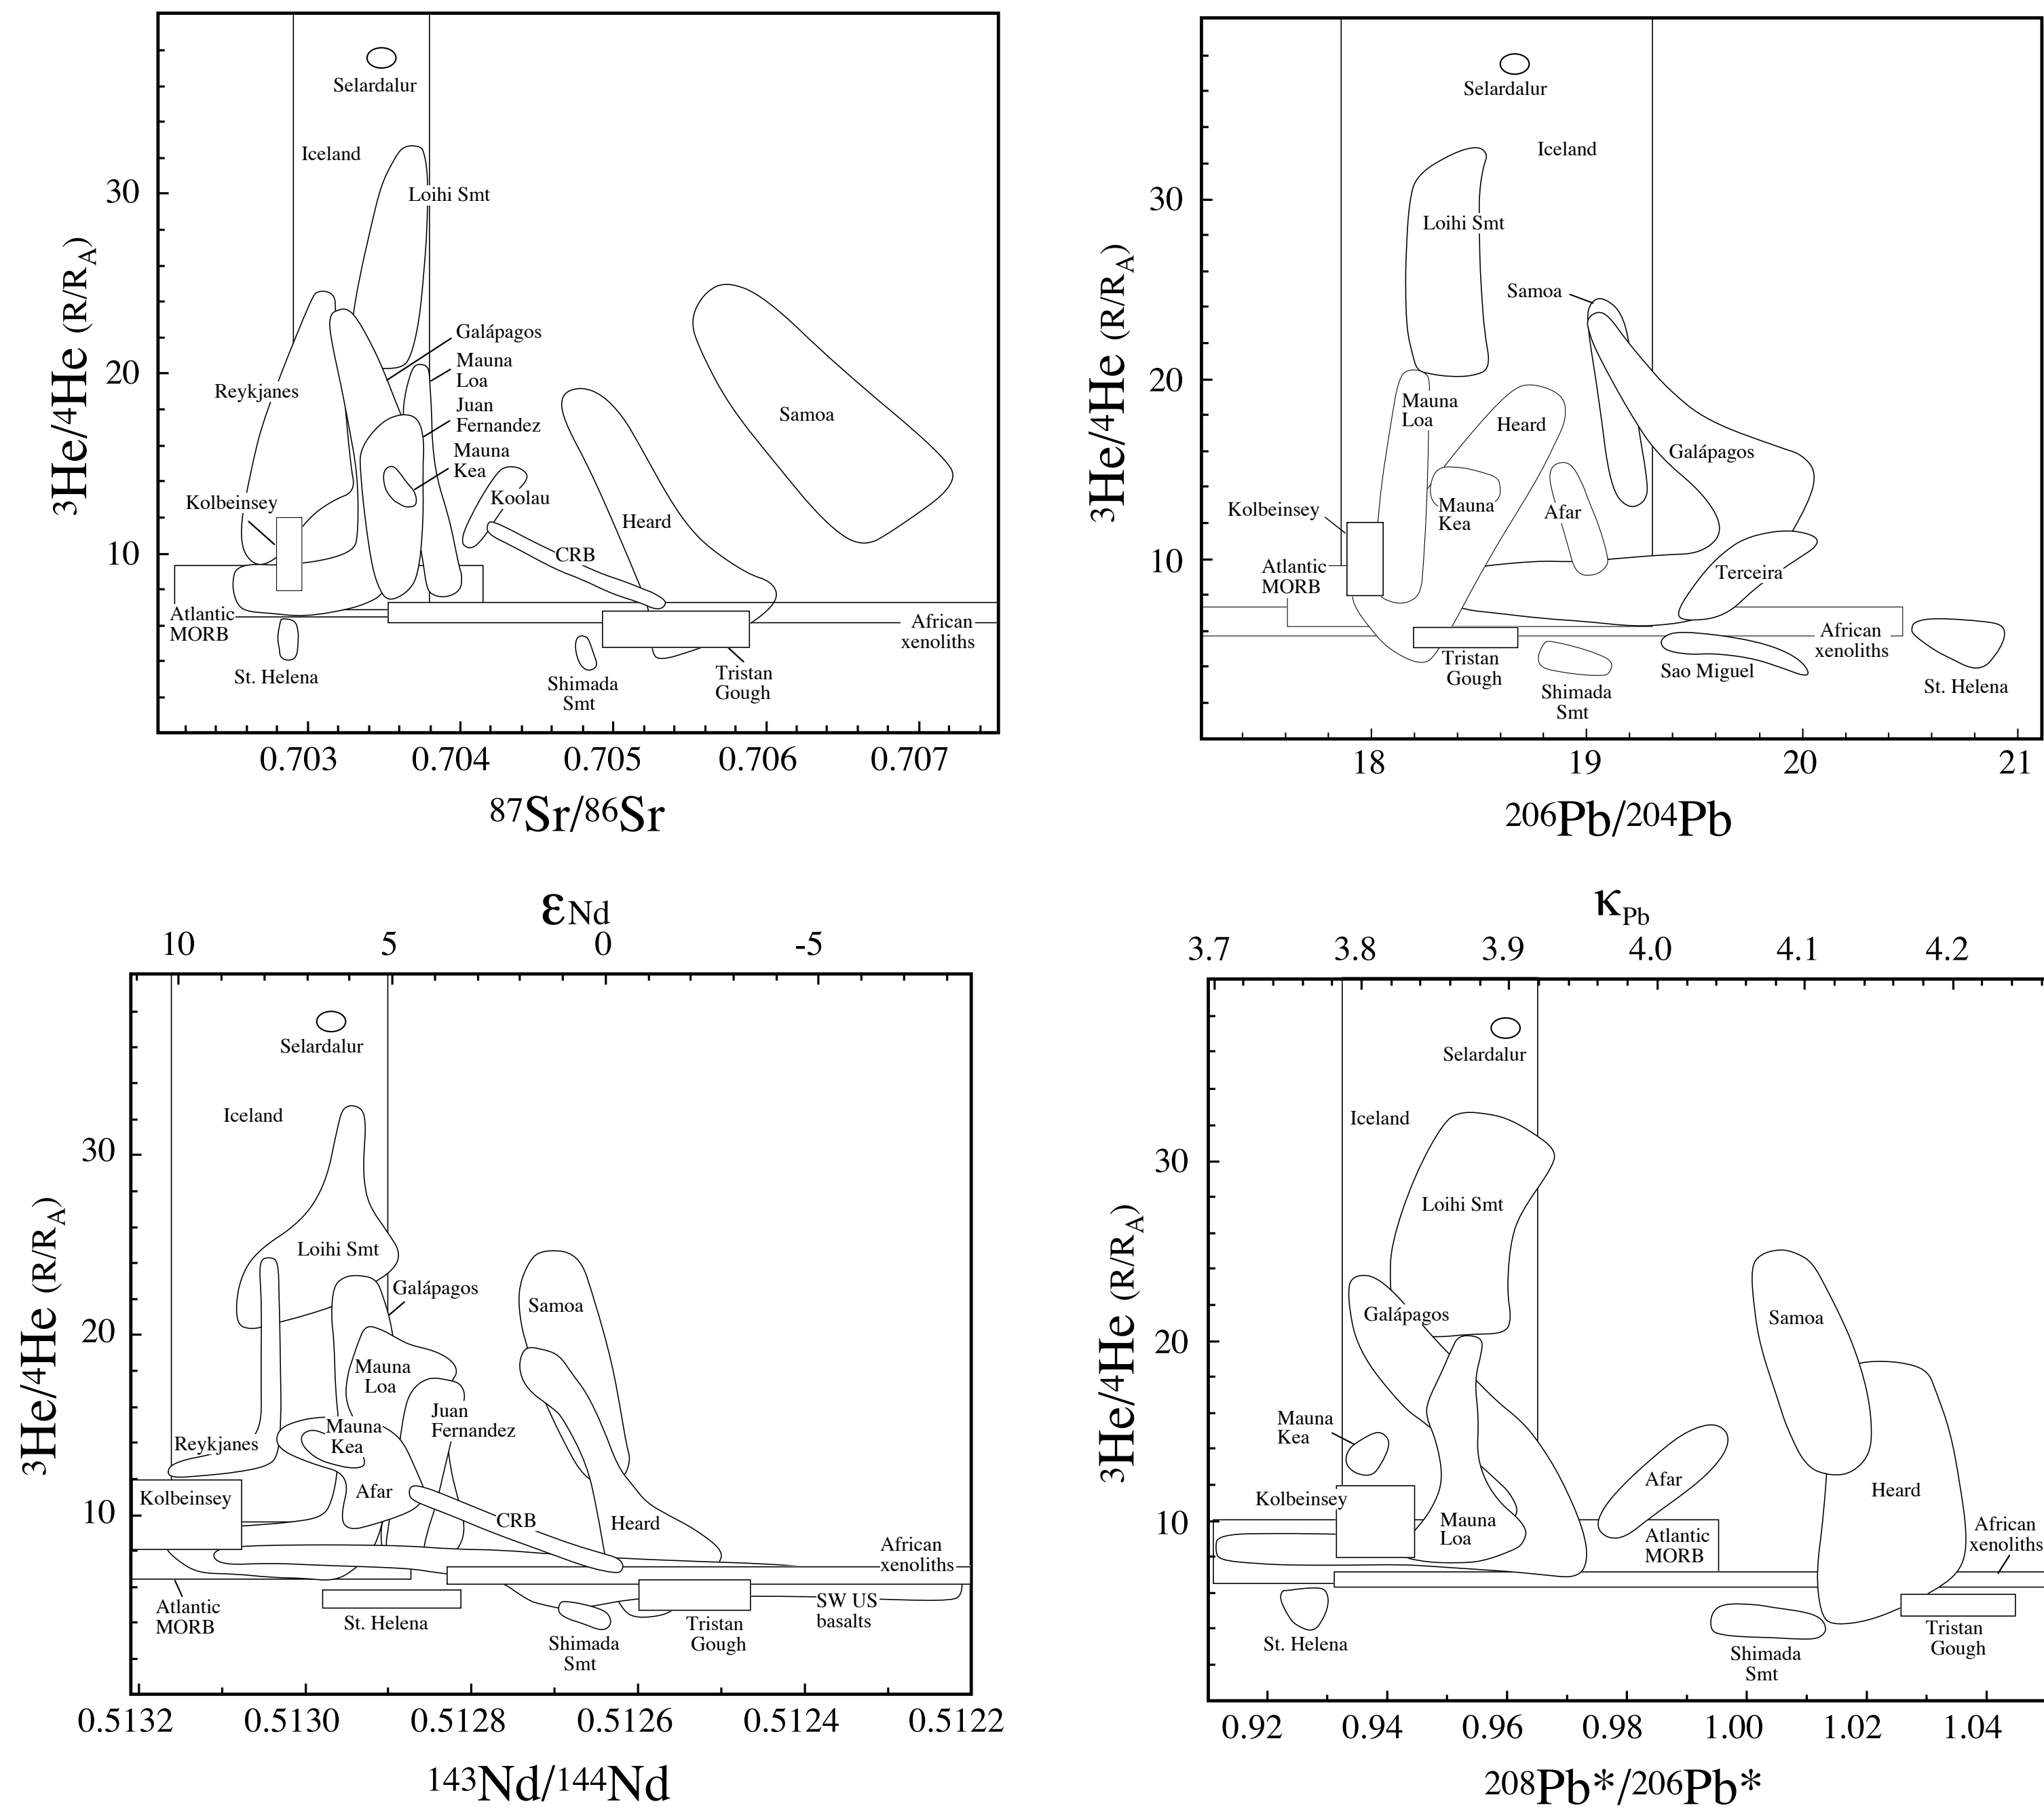 Selardalur
Iceland
Loihi Smt
Galápagos
Mauna
Loa
Reykjanes
Juan
Fernandez
Mauna
Kea
Samoa
Kolbeinsey
Koolau
Heard
CRB
Atlantic
MORB
African
xenoliths
St. Helena
Shimada
Smt
Tristan
Gough
30
20
10
³He/⁴He (R/R_A)
0.703 0.704 0.705 0.706 0.707
⁸⁷Sr/⁸⁶Sr
Selardalur
Iceland
Loihi Smt
Samoa
Mauna
Loa
Heard
Galápagos
Kolbeinsey
Mauna
Kea
Afar
Atlantic
MORB
Terceira
African
xenoliths
Tristan
Gough
Sao Miguel
Shimada
Smt
St. Helena
30
20
10
³He/⁴He (R/R_A)
18 19 20 21
²⁰⁶Pb/²⁰⁴Pb
εNd
10 5 0 -5
Selardalur
Iceland
Loihi Smt
Galápagos
Samoa
Mauna
Loa
Juan
Fernandez
Mauna
Kea
Reykjanes
Kolbeinsey
Afar
CRB
Heard
African
xenoliths
Atlantic
MORB
St. Helena
SW US
basalts
Shimada
Smt
Tristan
Gough
30
20
10
³He/⁴He (R/R_A)
0.5132 0.5130 0.5128 0.5126 0.5124 0.5122
¹⁴³Nd/¹⁴⁴Nd
κ_Pb
3.7 3.8 3.9 4.0 4.1 4.2
Selardalur
Iceland
Loihi Smt
Galápagos
Samoa
Mauna
Kea
Afar
Heard
Kolbeinsey
Mauna
Loa
Atlantic
MORB
African
xenoliths
St. Helena
Shimada
Smt
Tristan
Gough
30
20
10
³He/⁴He (R/R_A)
0.92 0.94 0.96 0.98 1.00 1.02 1.04
²⁰⁸Pb*/²⁰⁶Pb*